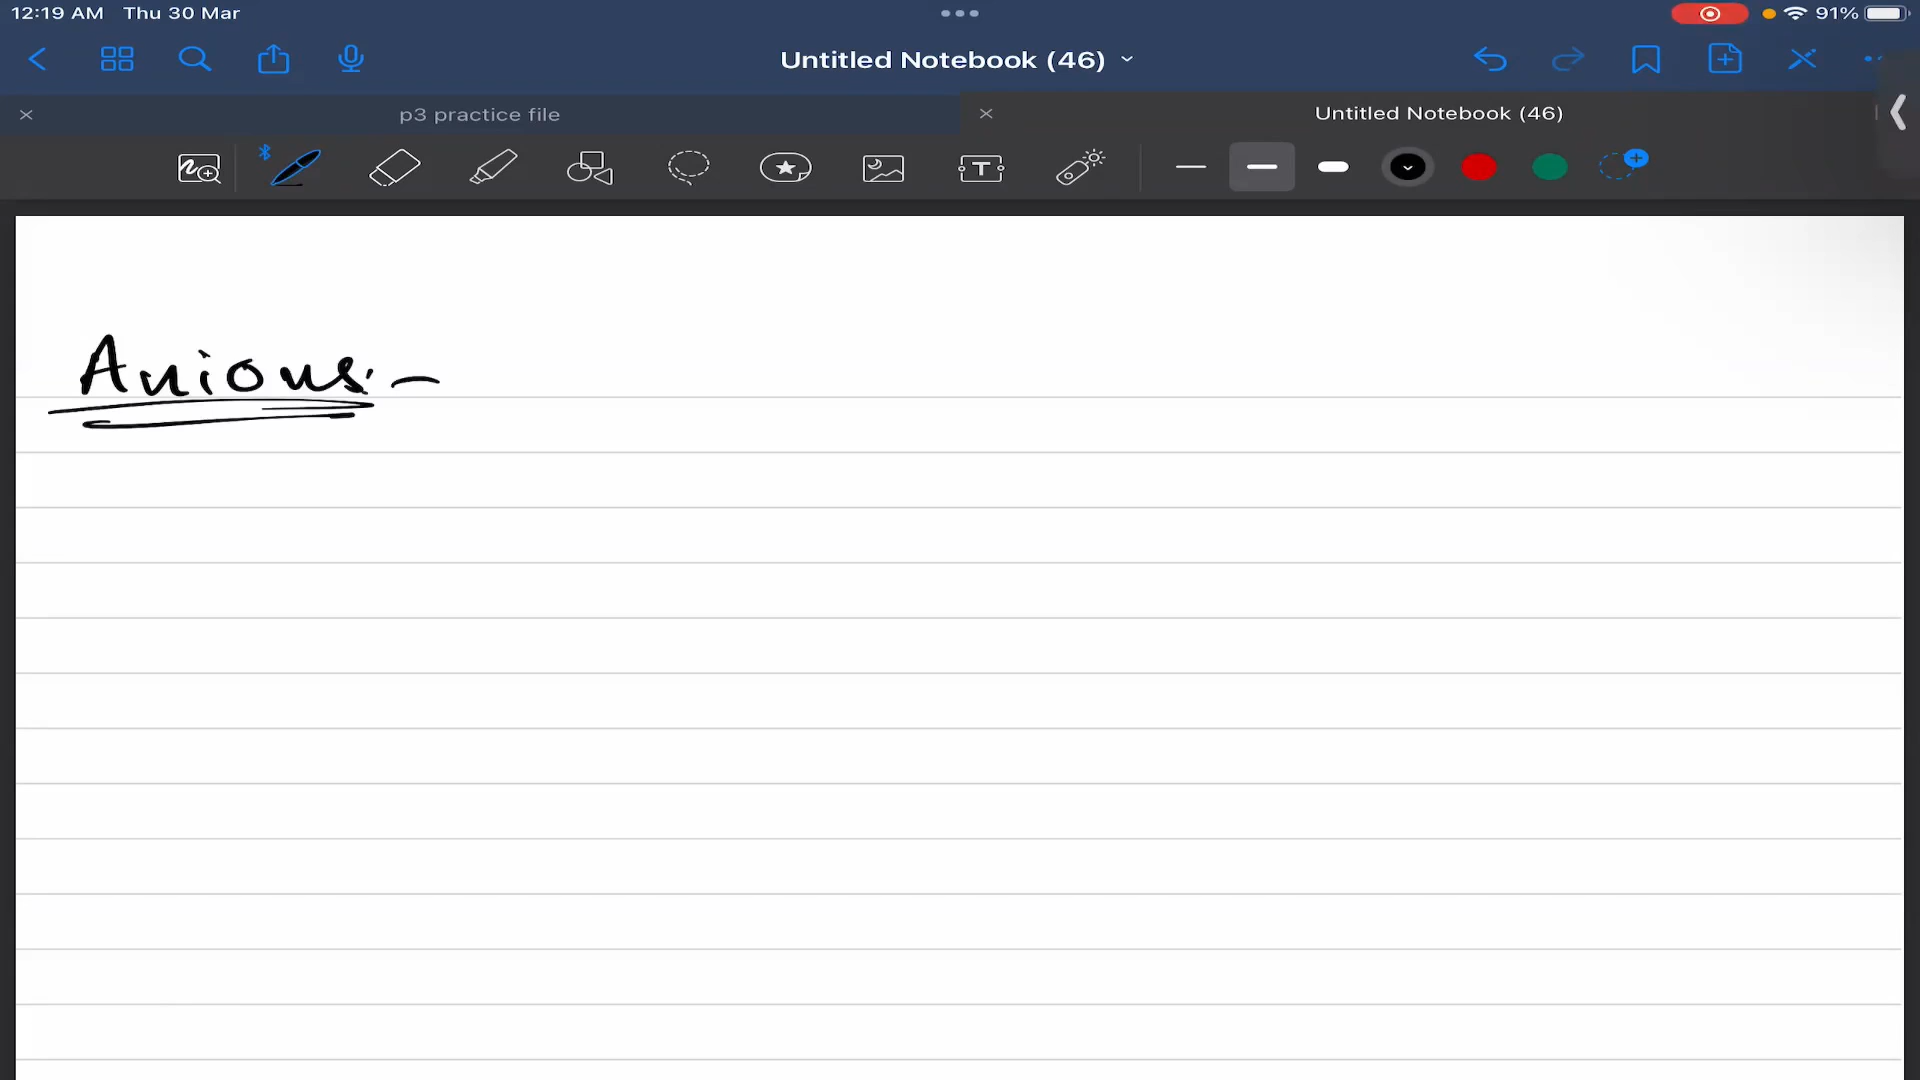 12:19 AM Thu 30 Mar 91%
Untitled Notebook (46)
p3 practice file
Untitled Notebook (46)
T
Anions:-